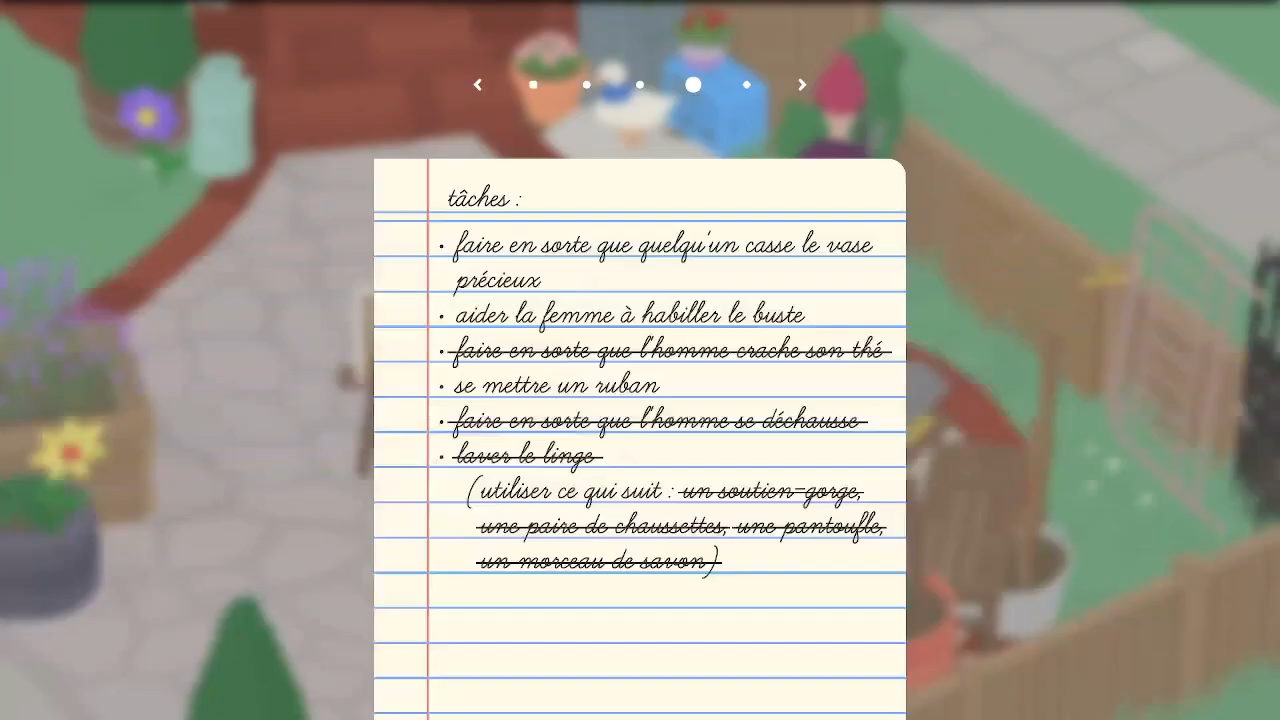 tâches :
• faire en sorte que quelqu'un casse le vase
précieux
• aider la femme à habiller le buste
• faire en sorte que l'homme crache son thé
• se mettre un ruban
• faire en sorte que l'homme se déchausse
• laver le linge
(utiliser ce qui suit : un soutien-gorge,
une paire de chaussettes, une pantoufle,
un morceau de savon)